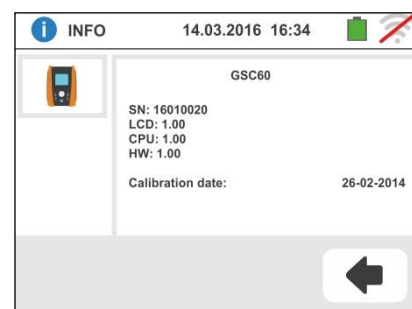 i INFO 14.03.2016 16:34
GSC60
SN: 16010020
LCD: 1.00
CPU: 1.00
HW: 1.00
Calibration date: 26-02-2014